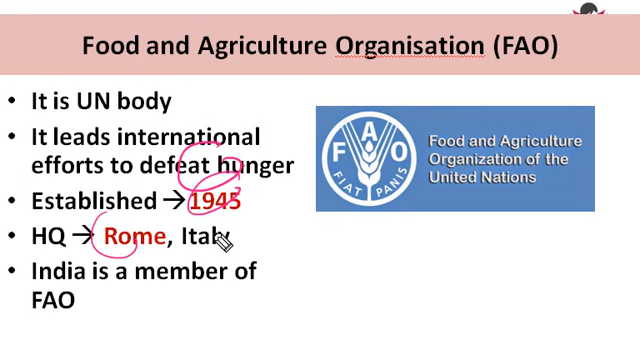 Food and Agriculture Organisation (FAO)
• It is UN body
• It leads international
efforts to defeat hunger
• Established → 1945
• HQ → Rome, Italy
• India is a member of
FAO
F A O
FIAT PANIS
Food and Agriculture
Organization of the
United Nations